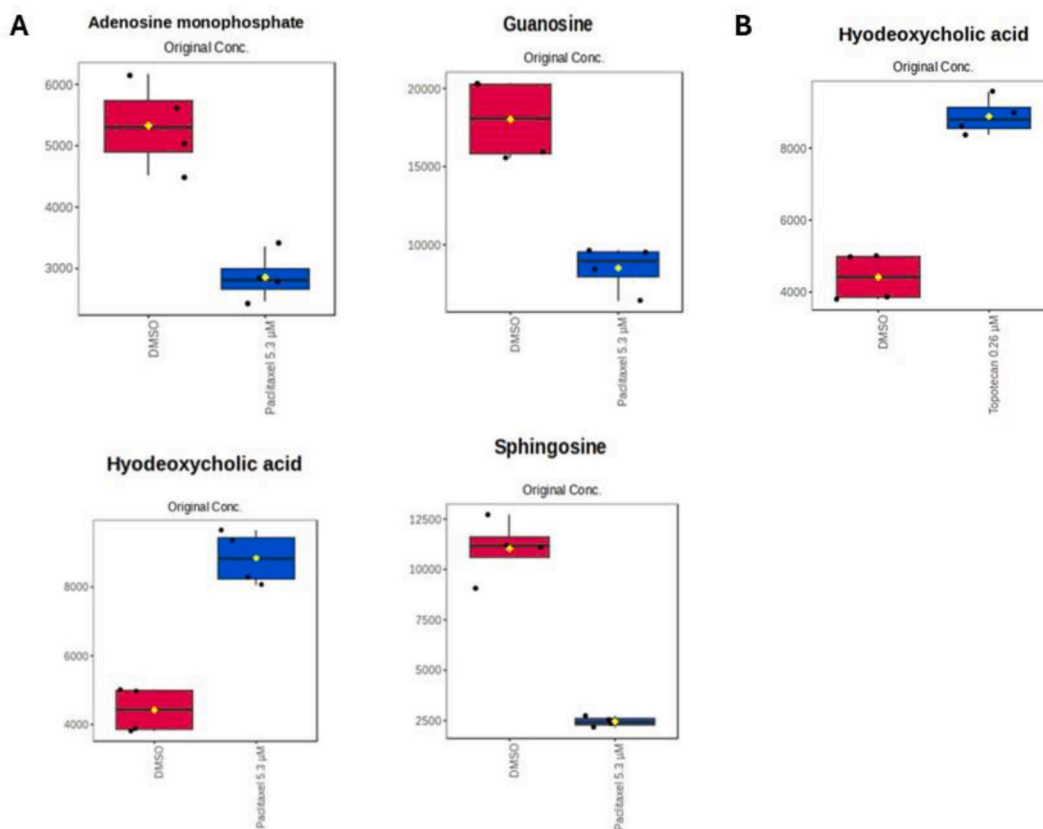 A
Adenosine monophosphate
Original Conc.
6000
5000
4000
3000
DMSO
Paclitaxel 5.3 µM
Guanosine
Original Conc.
20000
15000
10000
DMSO
Paclitaxel 5.3 µM
B
Hyodeoxycholic acid
Original Conc.
8000
6000
4000
DMSO
Topotecan 0.26 µM
Hyodeoxycholic acid
Original Conc.
8000
6000
4000
DMSO
Paclitaxel 5.3 µM
Sphingosine
Original Conc.
12500
10000
7500
5000
2500
DMSO
Paclitaxel 5.3 µM